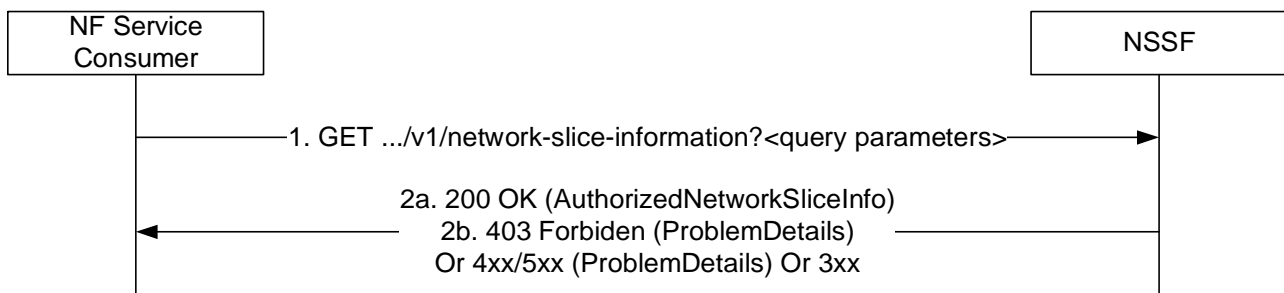 NF Service
Consumer
NSSF
1. GET .../v1/network-slice-information?<query parameters>
2a. 200 OK (AuthorizedNetworkSliceInfo)
2b. 403 Forbiden (ProblemDetails)
Or 4xx/5xx (ProblemDetails) Or 3xx